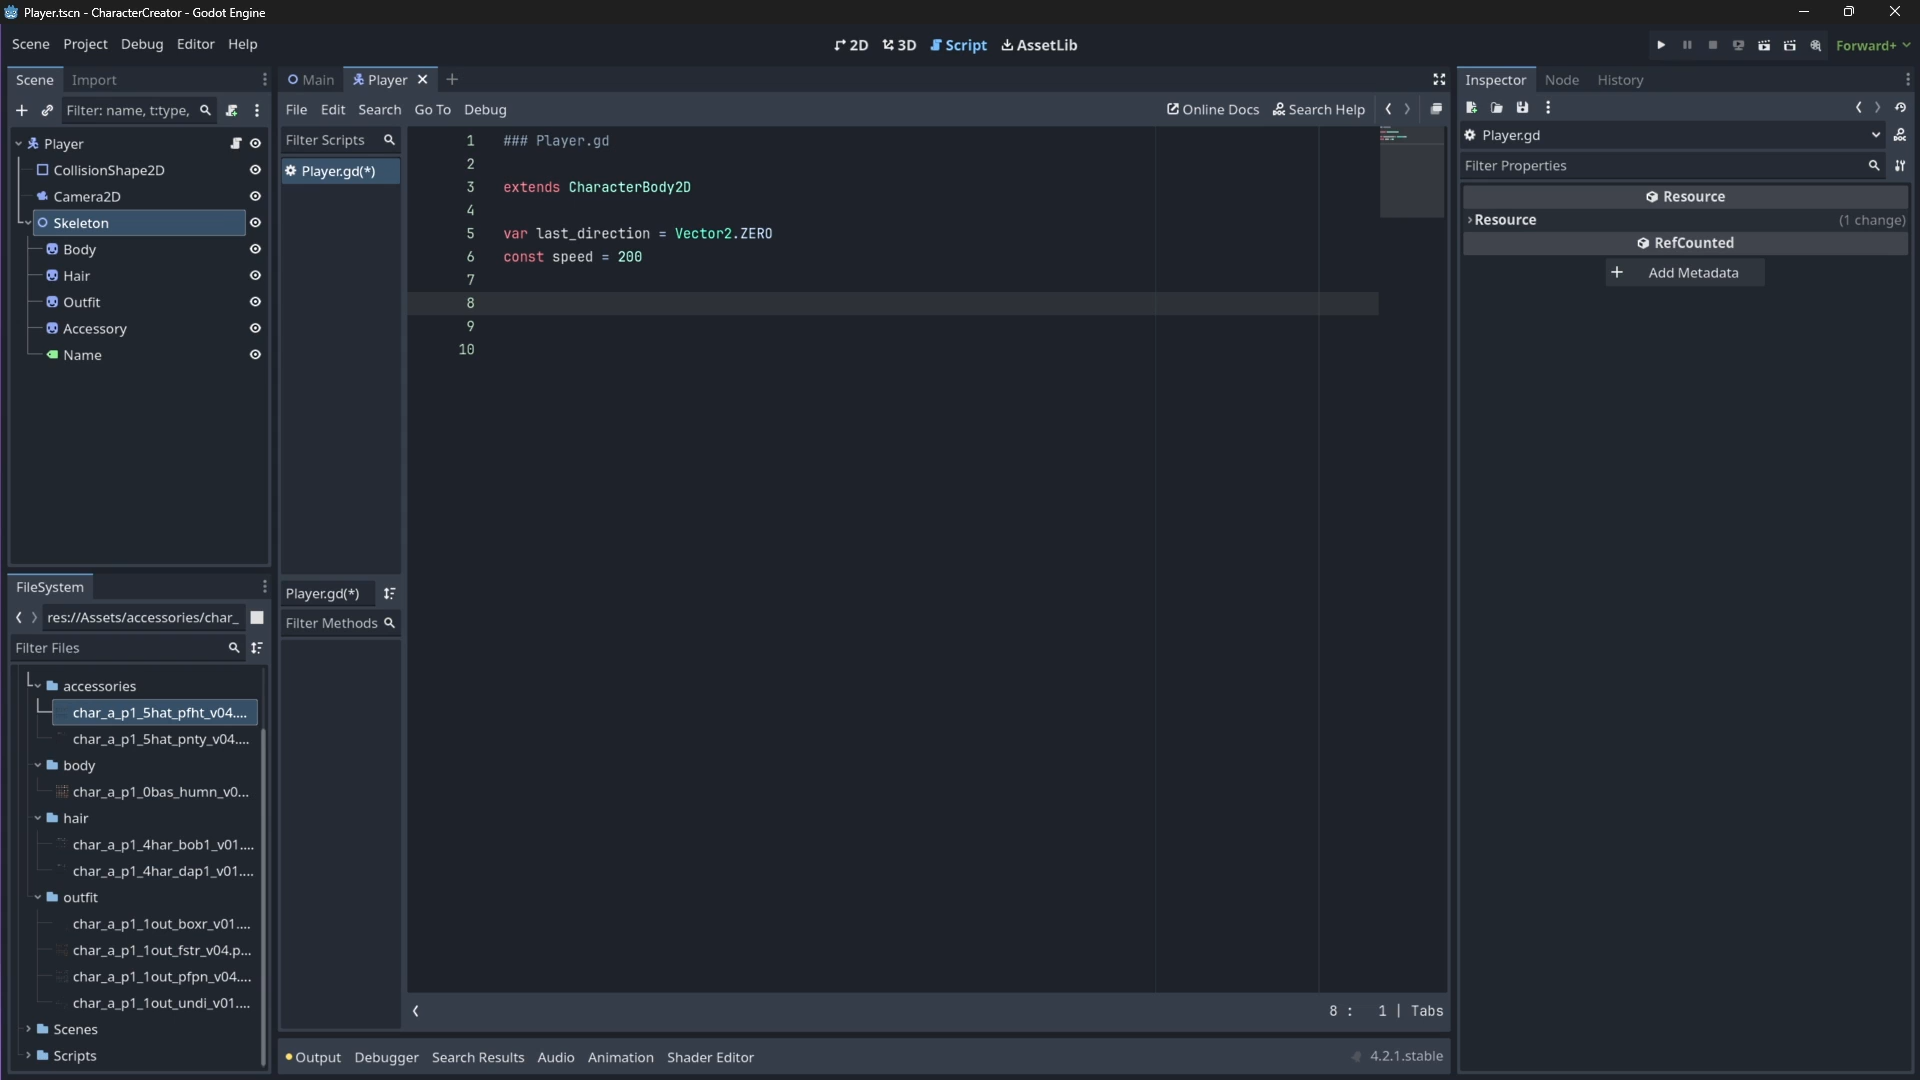 Player.tscn - CharacterCreator - Godot Engine
Scene Project Debug Editor Help
2D 3D Script AssetLib
Forward+
Scene Import
Filter: name, t:type,
Player
CollisionShape2D
Camera2D
Skeleton
Body
Hair
Outfit
Accessory
Name
FileSystem
res://Assets/accessories/char_
Filter Files
accessories
char_a_p1_5hat_pfht_v04....
char_a_p1_5hat_pnty_v04....
body
char_a_p1_0bas_humn_v0...
hair
char_a_p1_4har_bob1_v01....
char_a_p1_4har_dap1_v01....
outfit
char_a_p1_1out_boxr_v01....
char_a_p1_1out_fstr_v04.p...
char_a_p1_1out_pfpn_v04....
char_a_p1_1out_undi_v01....
Scenes
Scripts
Main Player
File Edit Search Go To Debug
Online Docs Search Help
Filter Scripts
Player.gd(*)
Player.gd(*)
Filter Methods
1 ### Player.gd
2
3 extends CharacterBody2D
4
5 var last_direction = Vector2.ZERO
6 const speed = 200
7
8
9
10
8 : 1 | Tabs
Output Debugger Search Results Audio Animation Shader Editor
4.2.1.stable
Inspector Node History
Player.gd
Filter Properties
Resource
Resource (1 change)
RefCounted
Add Metadata